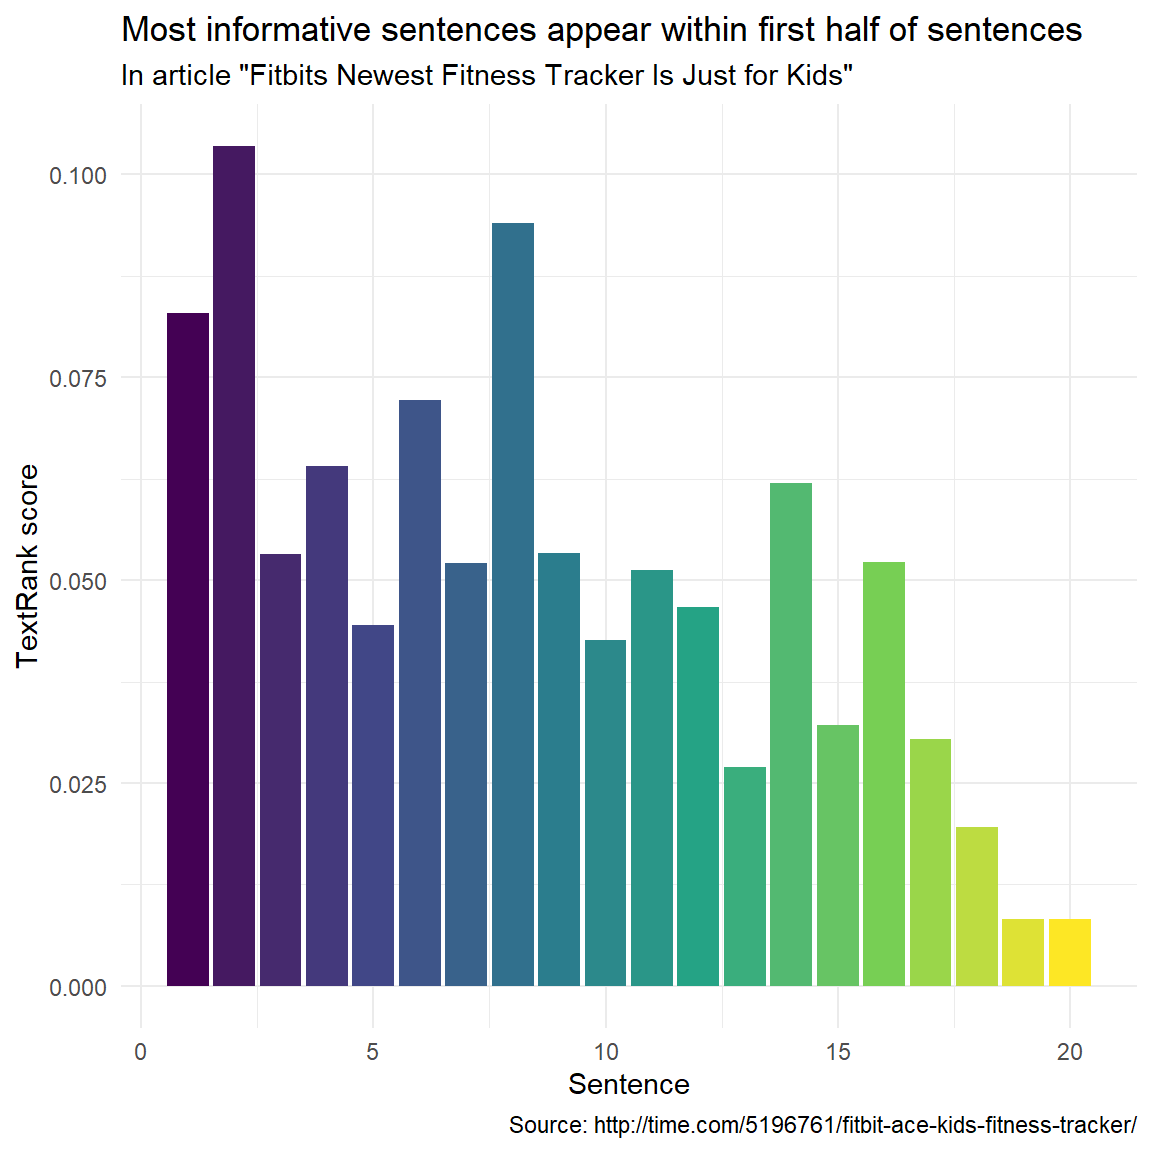 Most informative sentences appear within first half of sentences
In article "Fitbits Newest Fitness Tracker Is Just for Kids"
TextRank score
0.100
0.075
0.050
0.025
0.000
0 5 10 15 20
Sentence
Source: http://time.com/5196761/fitbit-ace-kids-fitness-tracker/